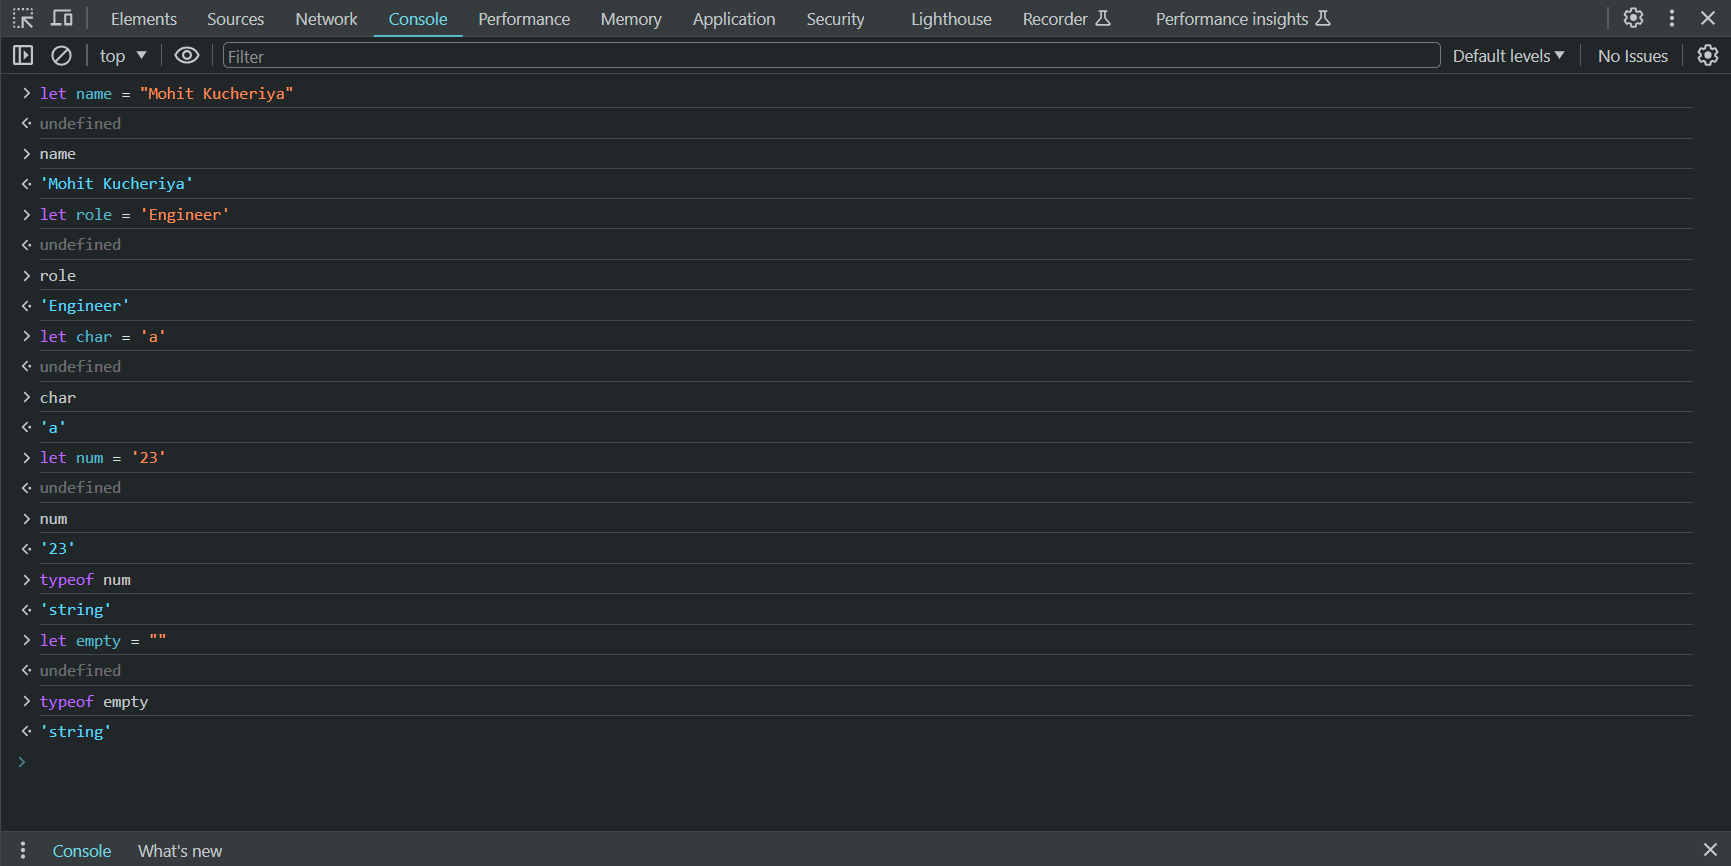 Elements Sources Network Console Performance Memory Application Security Lighthouse Recorder Performance insights
top Filter Default levels No Issues
let name = "Mohit Kucheriya"
undefined
name
'Mohit Kucheriya'
let role = 'Engineer'
undefined
role
'Engineer'
let char = 'a'
undefined
char
'a'
let num = '23'
undefined
num
'23'
typeof num
'string'
let empty = ""
undefined
typeof empty
'string'
Console What's new